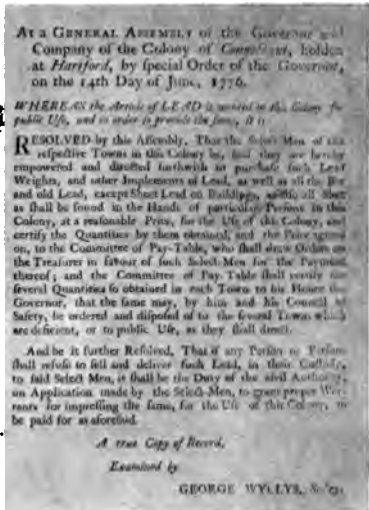 At a GENERAL ASSEMBLY of the Governor and
Company of the Colony of Connecticut, holden
at Hartford, by special Order of the Governor,
on the 14th Day of June, 1776.
WHEREAS the Article of LEAD is wanted in this Colony for
public Use, and in order to provide the same, it is
RESOLVED by this Assembly, That the Select Men of the
respective Towns in this Colony be, and they are hereby
empowered and directed forthwith to purchase such Lead
Weights, and other Implements of Lead, as well as all the Bar
and old Lead, except Sheet Lead on Buildings, all Shot
as shall be found in the Hands of particular Persons in this
Colony, at a reasonable Price, for the Use of this Colony, and
certify the Quantities by them obtained, and the Price agreed
on, to the Committee of Pay-Table, who shall draw Orders on
the Treasurer in favour of such Select-Men for the Payment
thereof; and the Committee of Pay-Table shall certify the
several Quantities so obtained in each Town to his Honor the
Governor, that the same may, by him and his Council of
Safety, be ordered and disposed of to the several Towns which
are deficient, or to public Use, as they shall direct.
And be it further Resolved, That if any Person or Persons
shall refuse to sell and deliver such Lead, in their Custody,
to said Select Men, it shall be the Duty of the civil Authority,
on Application made by the Select-Men, to grant proper War-
rants for impressing the same, for the Use of this Colony, to
be paid for as aforesaid.
A true Copy of Record,
Examined by
GEORGE WYLLYS, Sec'ry.